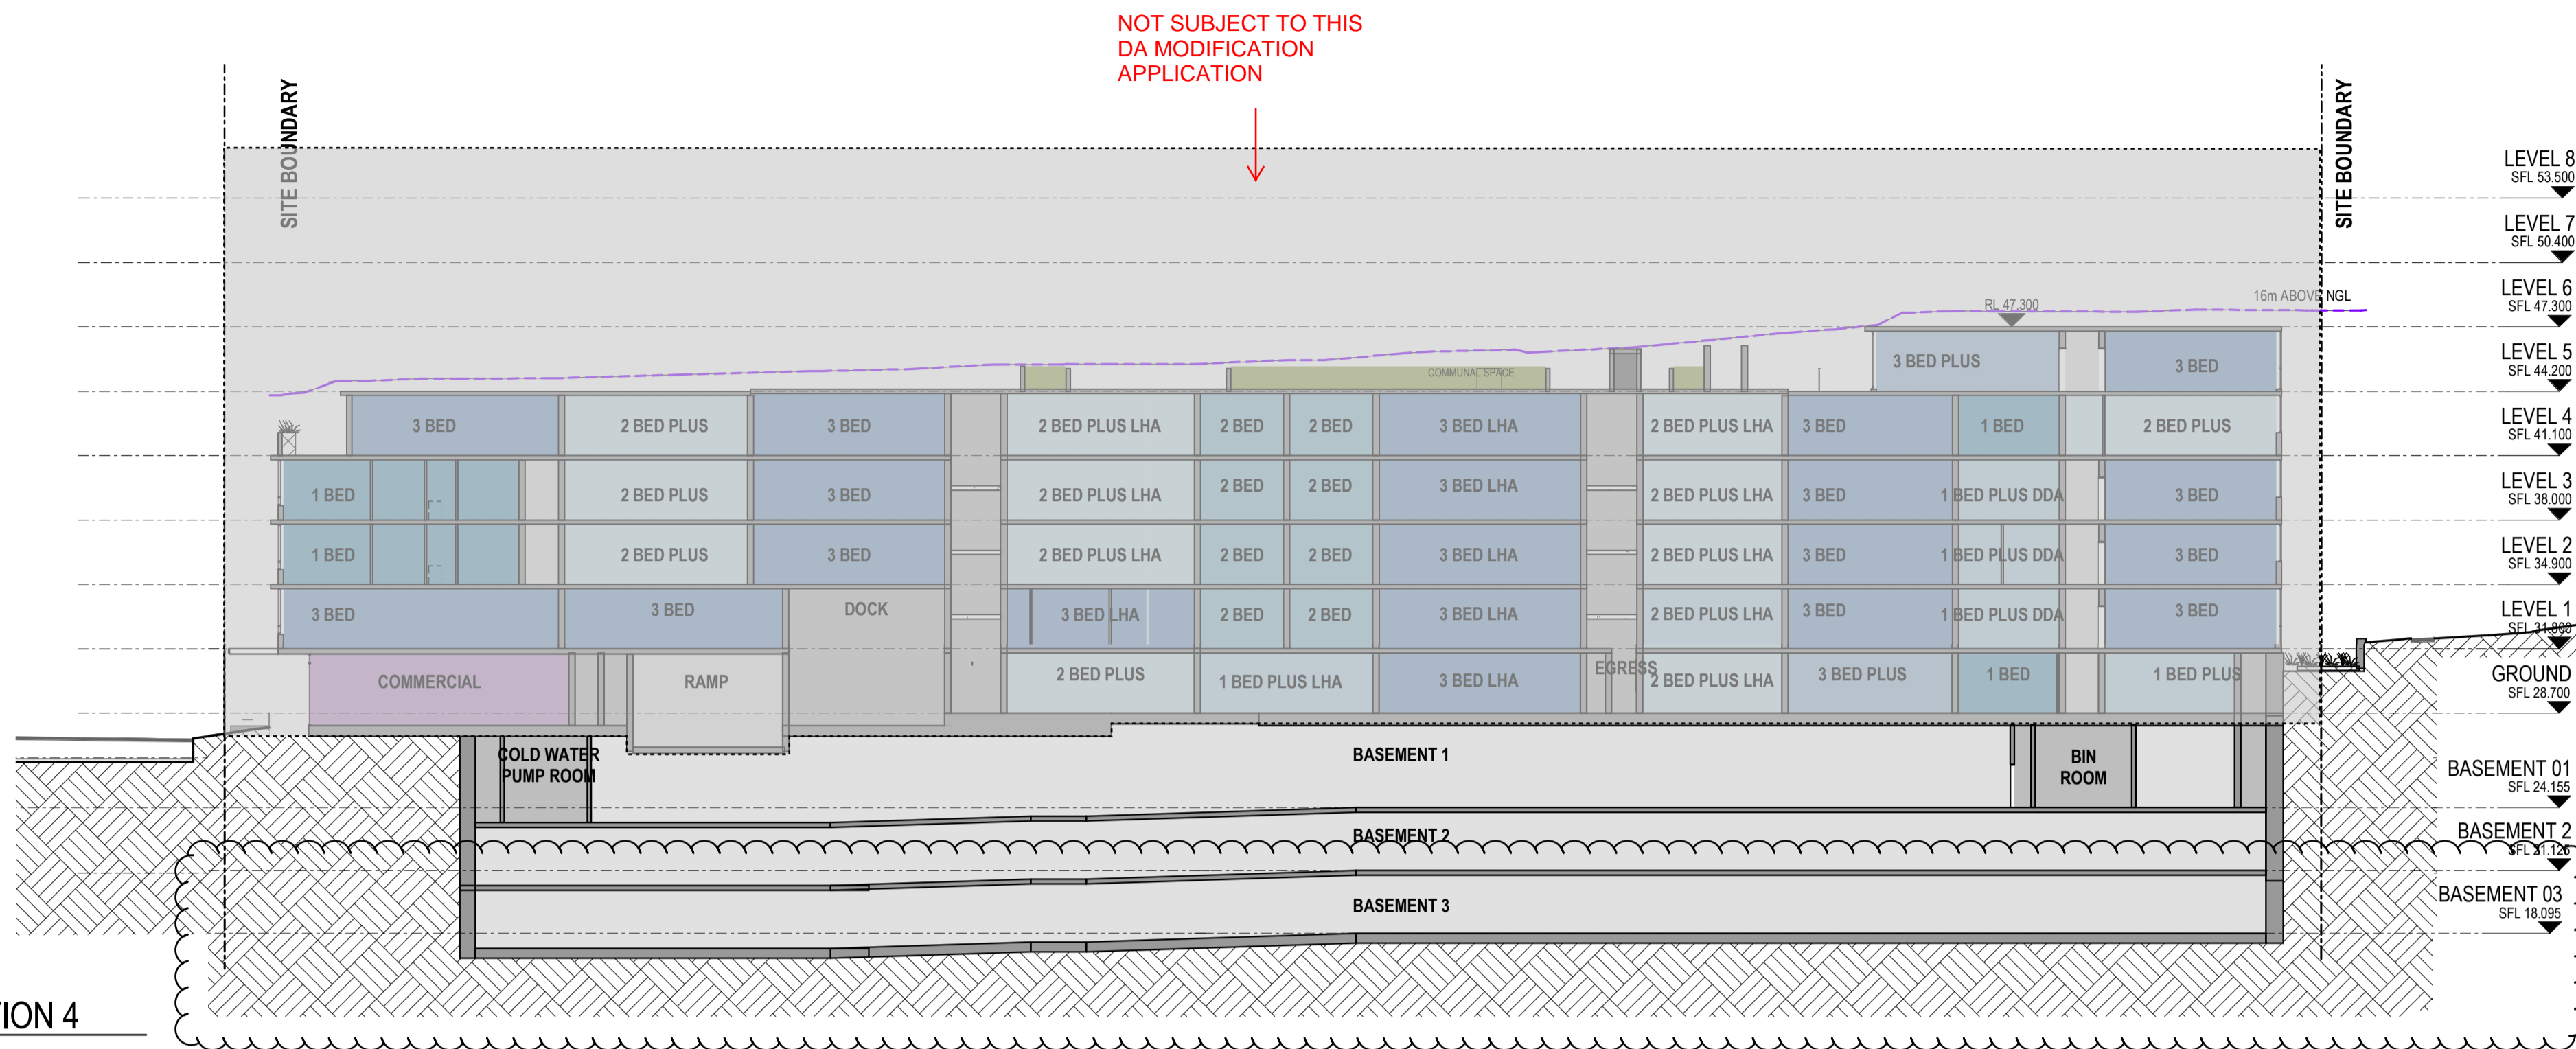 NOT SUBJECT TO THIS
DA MODIFICATION
APPLICATION
SITE BOUNDARY
SITE BOUNDARY
LEVEL 8
SFL 53.500
LEVEL 7
SFL 50.400
16m ABOVE NGL
RL 47.300
LEVEL 6
SFL 47.300
3 BED PLUS
3 BED
COMMUNAL SPACE
LEVEL 5
SFL 44.200
3 BED
2 BED PLUS
3 BED
2 BED PLUS LHA
2 BED
2 BED
3 BED LHA
2 BED PLUS LHA
3 BED
1 BED
2 BED PLUS
LEVEL 4
SFL 41.100
1 BED
2 BED PLUS
3 BED
2 BED PLUS LHA
2 BED
2 BED
3 BED LHA
2 BED PLUS LHA
3 BED
1 BED PLUS DDA
3 BED
LEVEL 3
SFL 38.000
1 BED
2 BED PLUS
3 BED
2 BED PLUS LHA
2 BED
2 BED
3 BED LHA
2 BED PLUS LHA
3 BED
1 BED PLUS DDA
3 BED
LEVEL 2
SFL 34.900
3 BED
3 BED
DOCK
3 BED LHA
2 BED
2 BED
3 BED LHA
2 BED PLUS LHA
3 BED
1 BED PLUS DDA
3 BED
LEVEL 1
SFL 31.800
COMMERCIAL
RAMP
2 BED PLUS
1 BED PLUS LHA
3 BED LHA
EGRESS
2 BED PLUS LHA
3 BED PLUS
1 BED
1 BED PLUS
GROUND
SFL 28.700
COLD WATER
PUMP ROOM
BASEMENT 1
BIN
ROOM
BASEMENT 01
SFL 24.155
BASEMENT 2
BASEMENT 2
SFL 21.125
BASEMENT 3
BASEMENT 03
SFL 18.095
TION 4